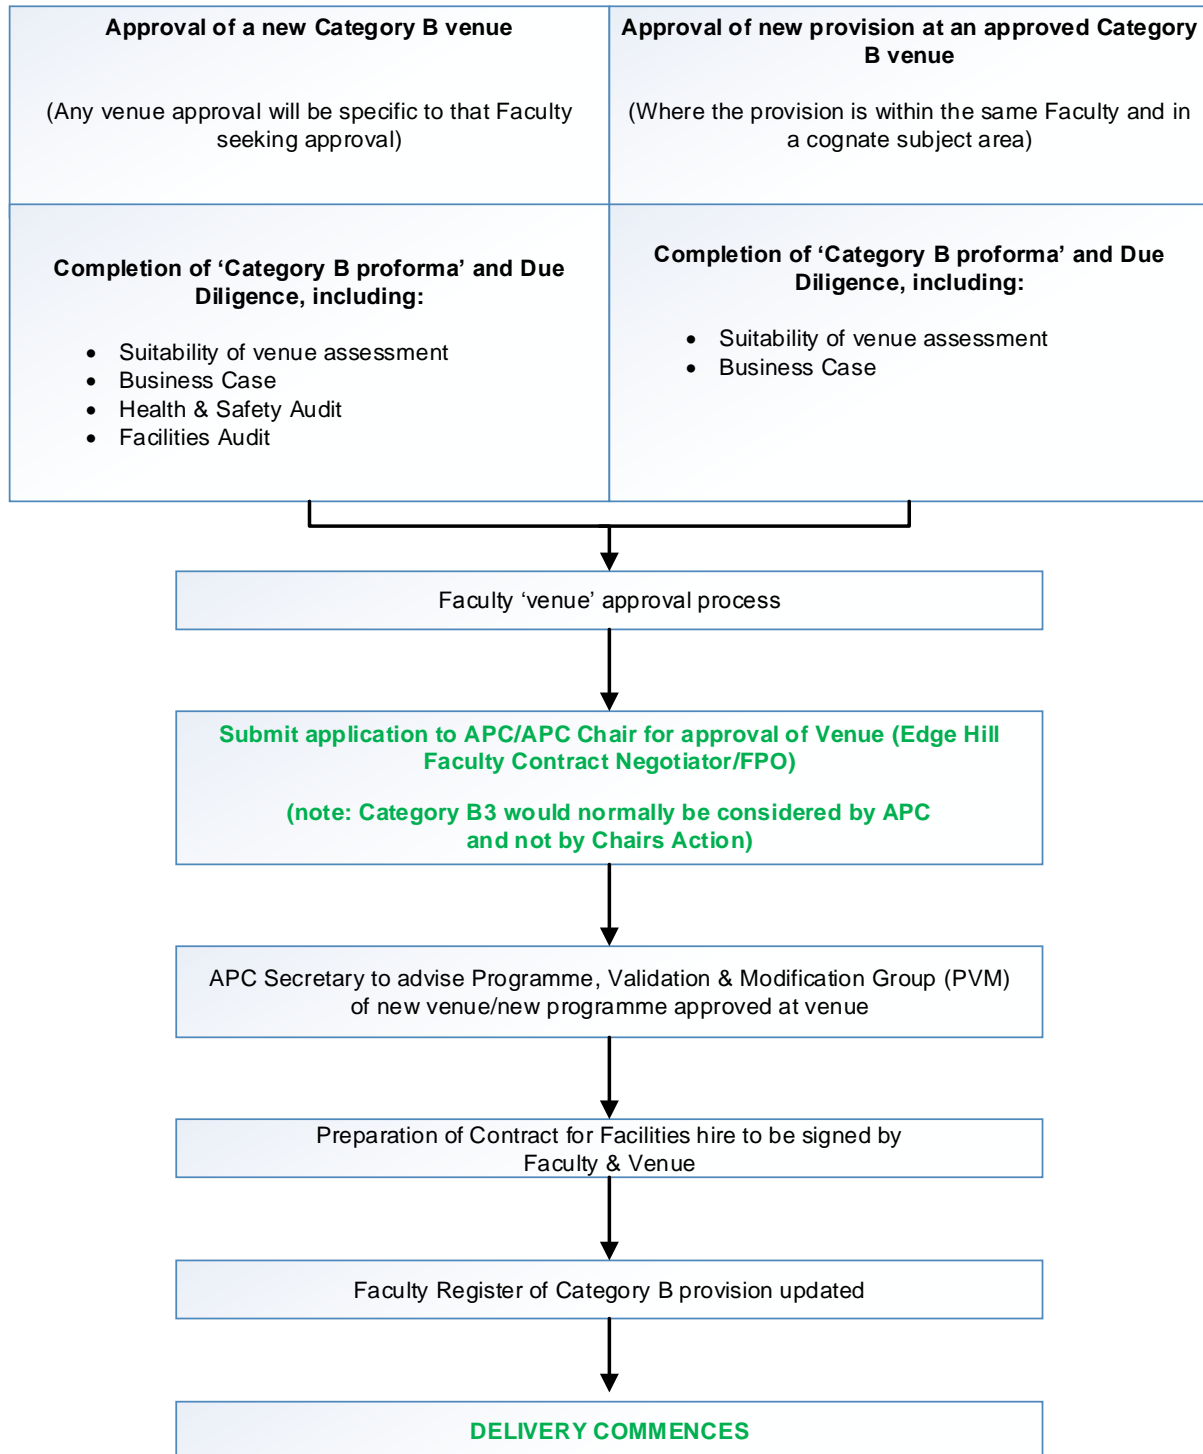 Approval of a new Category B venue
(Any venue approval will be specific to that Faculty
seeking approval)
Approval of new provision at an approved Category
B venue
(Where the provision is within the same Faculty and in
a cognate subject area)
Completion of ‘Category B proforma’ and Due
Diligence, including:
• Suitability of venue assessment
• Business Case
• Health & Safety Audit
• Facilities Audit
Completion of ‘Category B proforma’ and Due
Diligence, including:
• Suitability of venue assessment
• Business Case
Faculty ‘venue’ approval process
Submit application to APC/APC Chair for approval of Venue (Edge Hill
Faculty Contract Negotiator/FPO)
(note: Category B3 would normally be considered by APC
and not by Chairs Action)
APC Secretary to advise Programme, Validation & Modification Group (PVM)
of new venue/new programme approved at venue
Preparation of Contract for Facilities hire to be signed by
Faculty & Venue
Faculty Register of Category B provision updated
DELIVERY COMMENCES